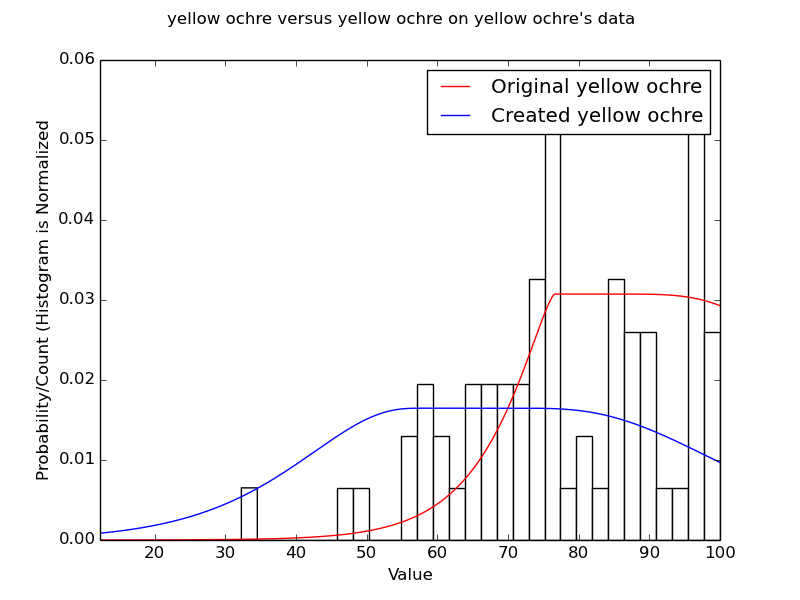 yellow ochre versus yellow ochre on yellow ochre's data
Original yellow ochre
Created yellow ochre
Probability/Count (Histogram is Normalized
0.06
0.05
0.04
0.03
0.02
0.01
0.00
20 30 40 50 60 70 80 90 100
Value